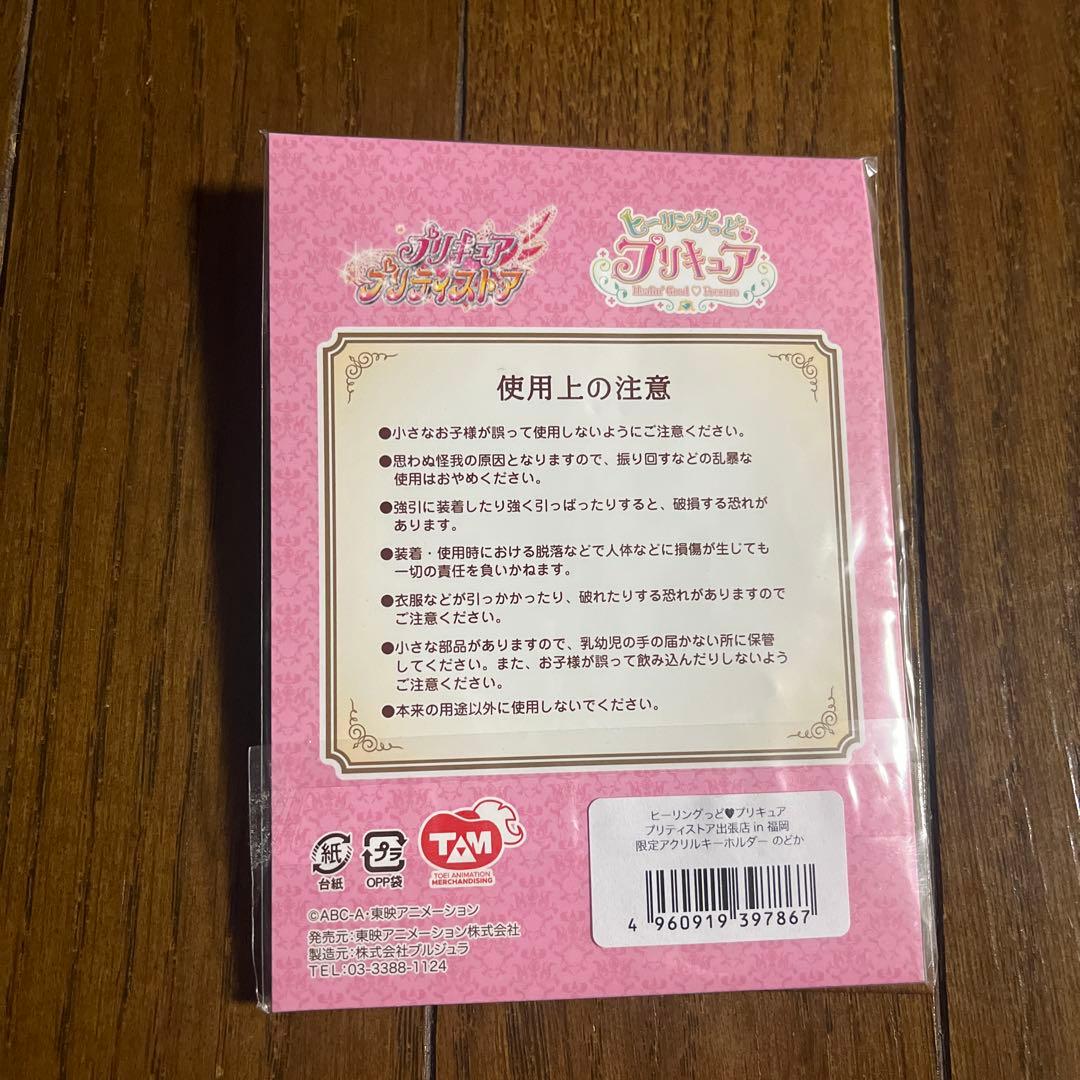 プリキュア
プリティストア
ヒーリングっど♥
プリキュア
Healin' Good ♡ Precure
使用上の注意
●小さなお子様が誤って使用しないようにご注意ください。
●思わぬ怪我の原因となりますので、振り回すなどの乱暴な
使用はおやめください。
●強引に装着したり強く引っぱったりすると、破損する恐れが
あります。
●装着・使用時における脱落などで人体などに損傷が生じても
一切の責任を負いかねます。
●衣服などが引っかかったり、破れたりする恐れがありますので
ご注意ください。
●小さな部品がありますので、乳幼児の手の届かない所に保管
してください。また、お子様が誤って飲み込んだりしないよう
ご注意ください。
●本来の用途以外に使用しないでください。
紙
台紙
プラ
OPP袋
TAM
TOEI ANIMATION
MERCHANDISING
ヒーリングっど♥プリキュア
プリティストア出張店 in 福岡
限定アクリルキーホルダー のどか
4 960919 397867
©ABC-A・東映アニメーション
発売元：東映アニメーション株式会社
製造元：株式会社ブルジュラ
TEL：03-3388-1124